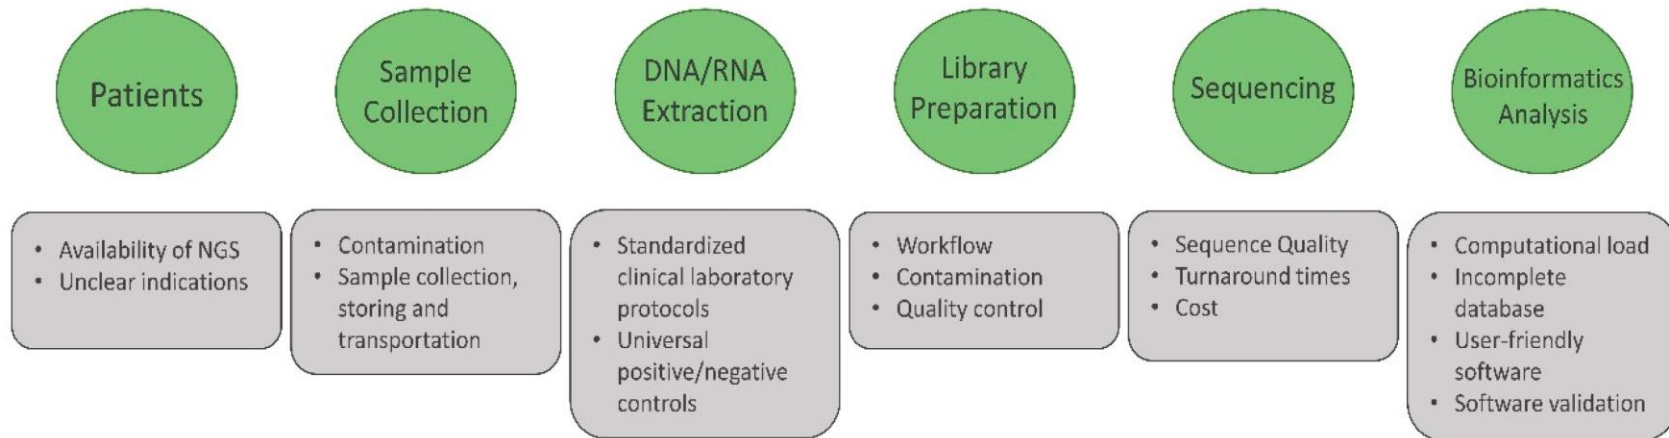 Patients
Sample
Collection
DNA/RNA
Extraction
Library
Preparation
Sequencing
Bioinformatics
Analysis
• Availability of NGS
• Unclear indications
• Contamination
• Sample collection,
storing and
transportation
• Standardized
clinical laboratory
protocols
• Universal
positive/negative
controls
• Workflow
• Contamination
• Quality control
• Sequence Quality
• Turnaround times
• Cost
• Computational load
• Incomplete
database
• User-friendly
software
• Software validation